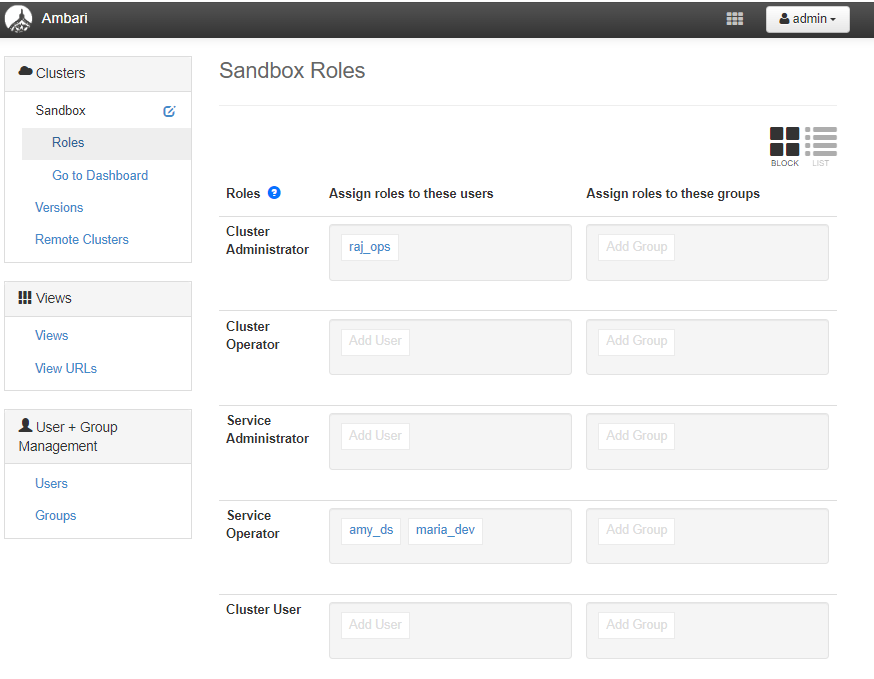 Ambari
admin
Clusters
Sandbox
Roles
Go to Dashboard
Versions
Remote Clusters
Views
Views
View URLs
User + Group
Management
Users
Groups
Sandbox Roles
BLOCK LIST
Roles ? Assign roles to these users Assign roles to these groups
Cluster
Administrator
raj_ops Add Group
Cluster
Operator
Add User Add Group
Service
Administrator
Add User Add Group
Service
Operator
amy_ds maria_dev Add Group
Cluster User
Add User Add Group